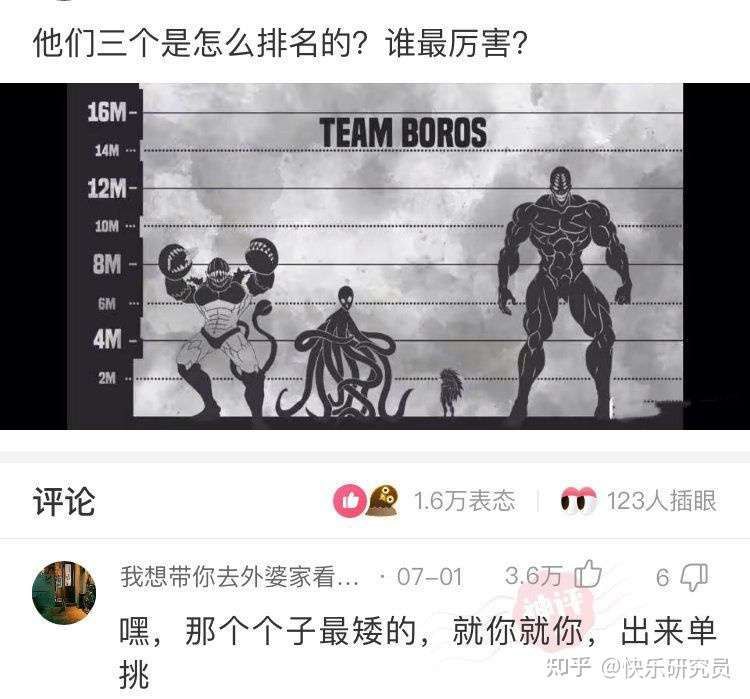 他们三个是怎么排名的？谁最厉害？
TEAM BOROS
16M
14M
12M
10M
8M
6M
4M
2M
评论
1.6万表态
123人插眼
我想带你去外婆家看... · 07-01
3.6万
6
嘿，那个个子最矮的，就你就你，出来单
挑
知乎 @快乐研究员